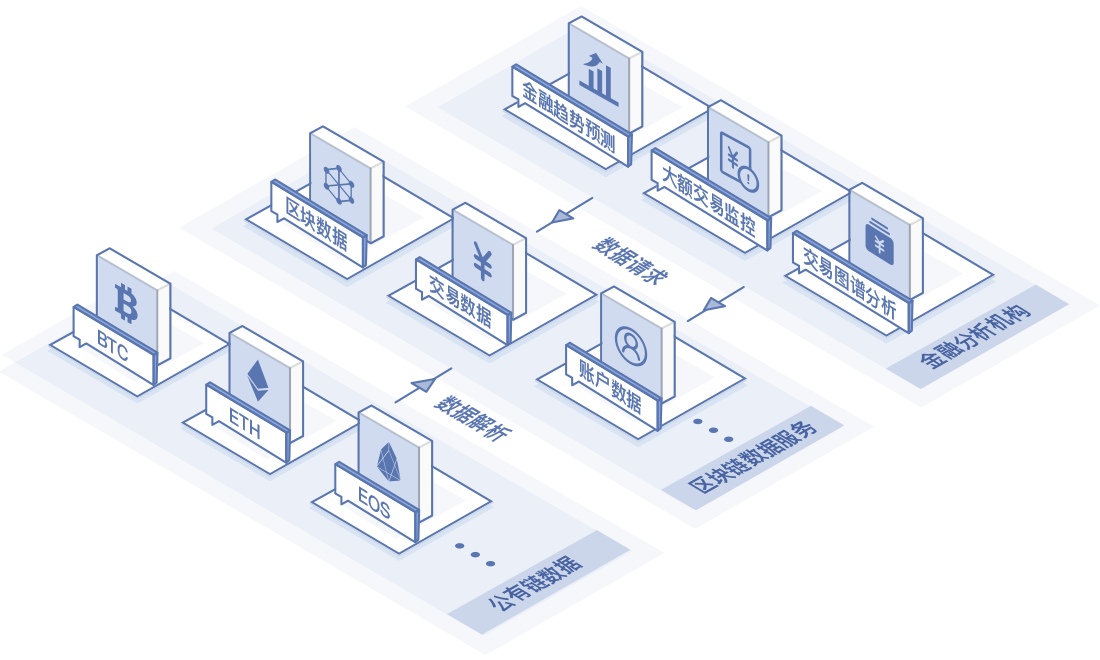 金融趋势预测
大额交易监控
交易图谱分析
金融分析机构
数据请求
区块数据
交易数据
账户数据
区块链数据服务
数据解析
BTC
ETH
EOS
公有链数据